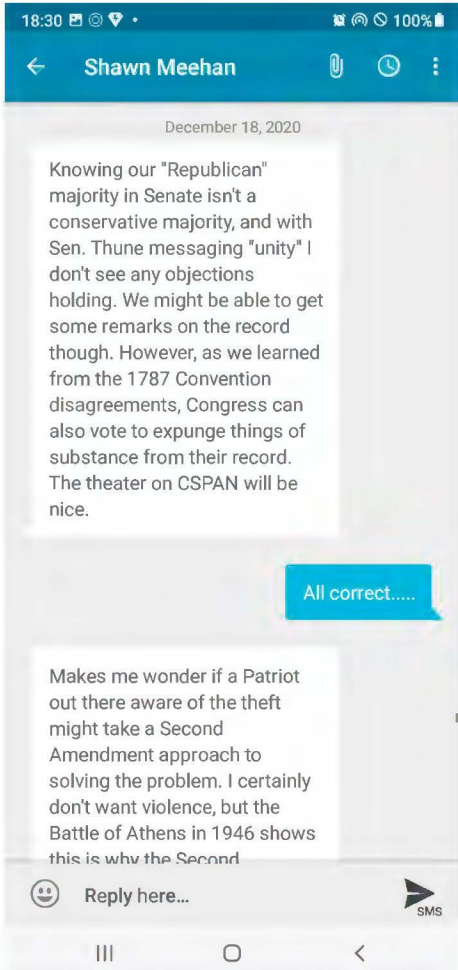 18:30
100%
Shawn Meehan
December 18, 2020
Knowing our "Republican"
majority in Senate isn't a
conservative majority, and with
Sen. Thune messaging "unity" I
don't see any objections
holding. We might be able to get
some remarks on the record
though. However, as we learned
from the 1787 Convention
disagreements, Congress can
also vote to expunge things of
substance from their record.
The theater on CSPAN will be
nice.
All correct.....
Makes me wonder if a Patriot
out there aware of the theft
might take a Second
Amendment approach to
solving the problem. I certainly
don't want violence, but the
Battle of Athens in 1946 shows
this is why the Second
Reply here...
SMS